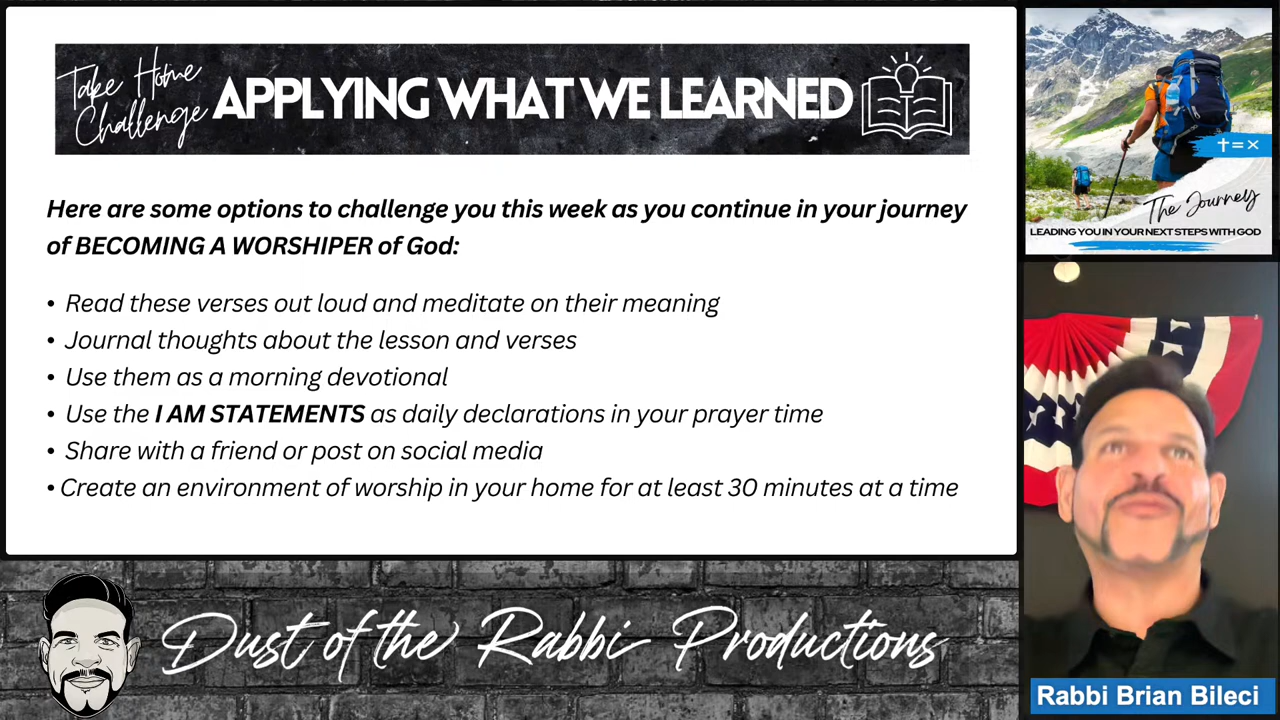 Take Home
Challenge
APPLYING WHAT WE LEARNED
Here are some options to challenge you this week as you continue in your journey
of BECOMING A WORSHIPER of God:
• Read these verses out loud and meditate on their meaning
• Journal thoughts about the lesson and verses
• Use them as a morning devotional
• Use the I AM STATEMENTS as daily declarations in your prayer time
• Share with a friend or post on social media
• Create an environment of worship in your home for at least 30 minutes at a time
The Journey
LEADING YOU IN YOUR NEXT STEPS WITH GOD
Dust of the Rabbi Productions
Rabbi Brian Bileci